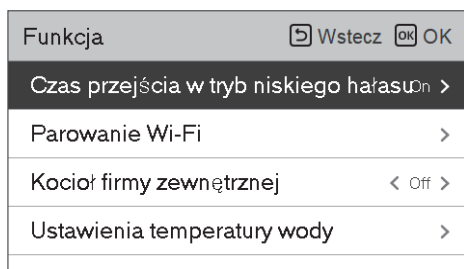 Funkcja Wstecz OK OK
Czas przejścia w tryb niskiego hałasu On >
Parowanie Wi-Fi >
Kocioł firmy zewnętrznej < Off >
Ustawienia temperatury wody >